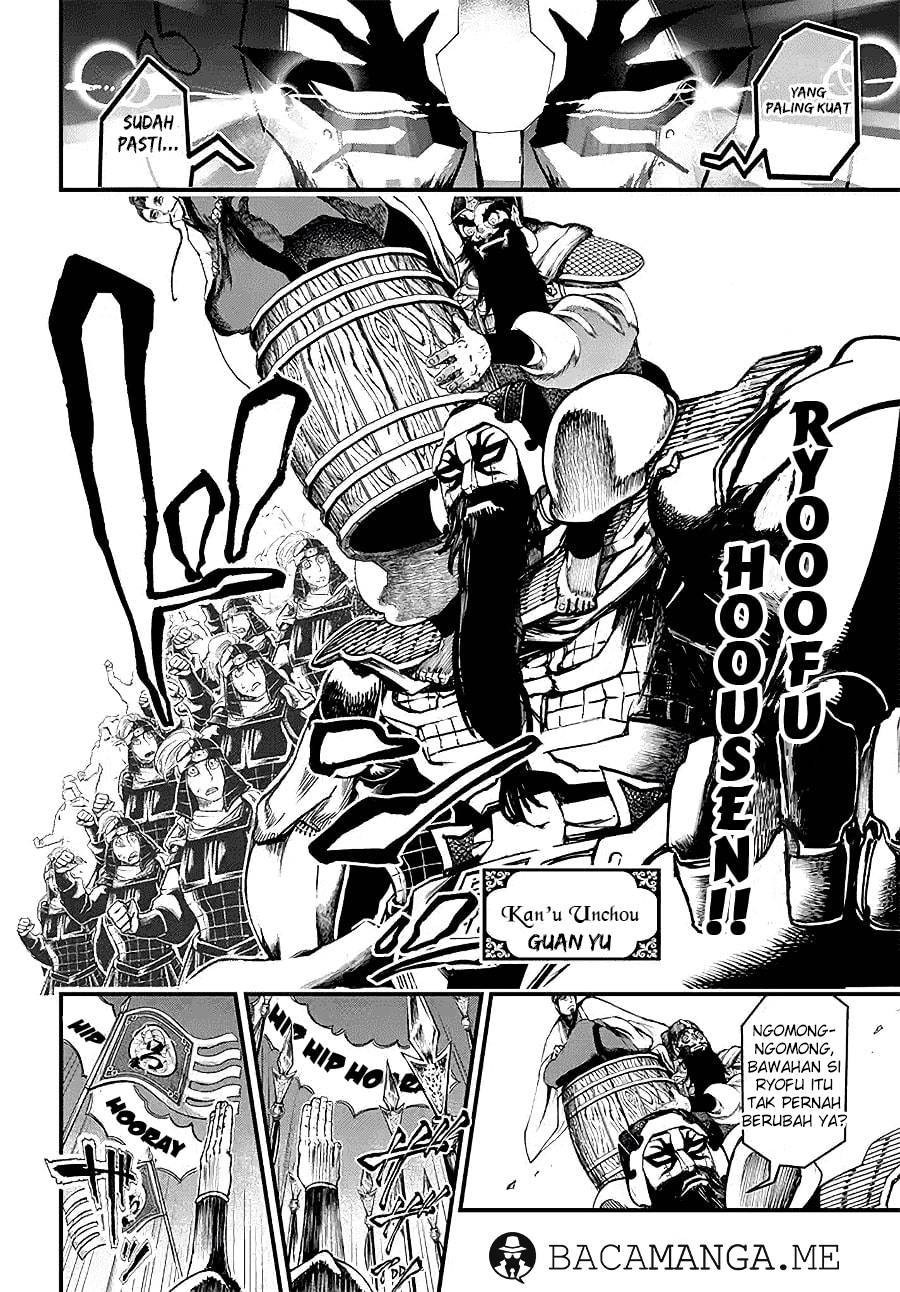 YANG
PALING KUAT
SUDAH
PASTI...
RYOOOFU
HOOUSEN!!
Kan'u Unchou
GUAN YU
NGOMONG-
NGOMONG,
BAWAHAN SI
RYOFU ITU
TAK PERNAH
BERUBAH YA?
HIP HIP HOORAY
HIP
HOORAY
BACAMANGA.ME